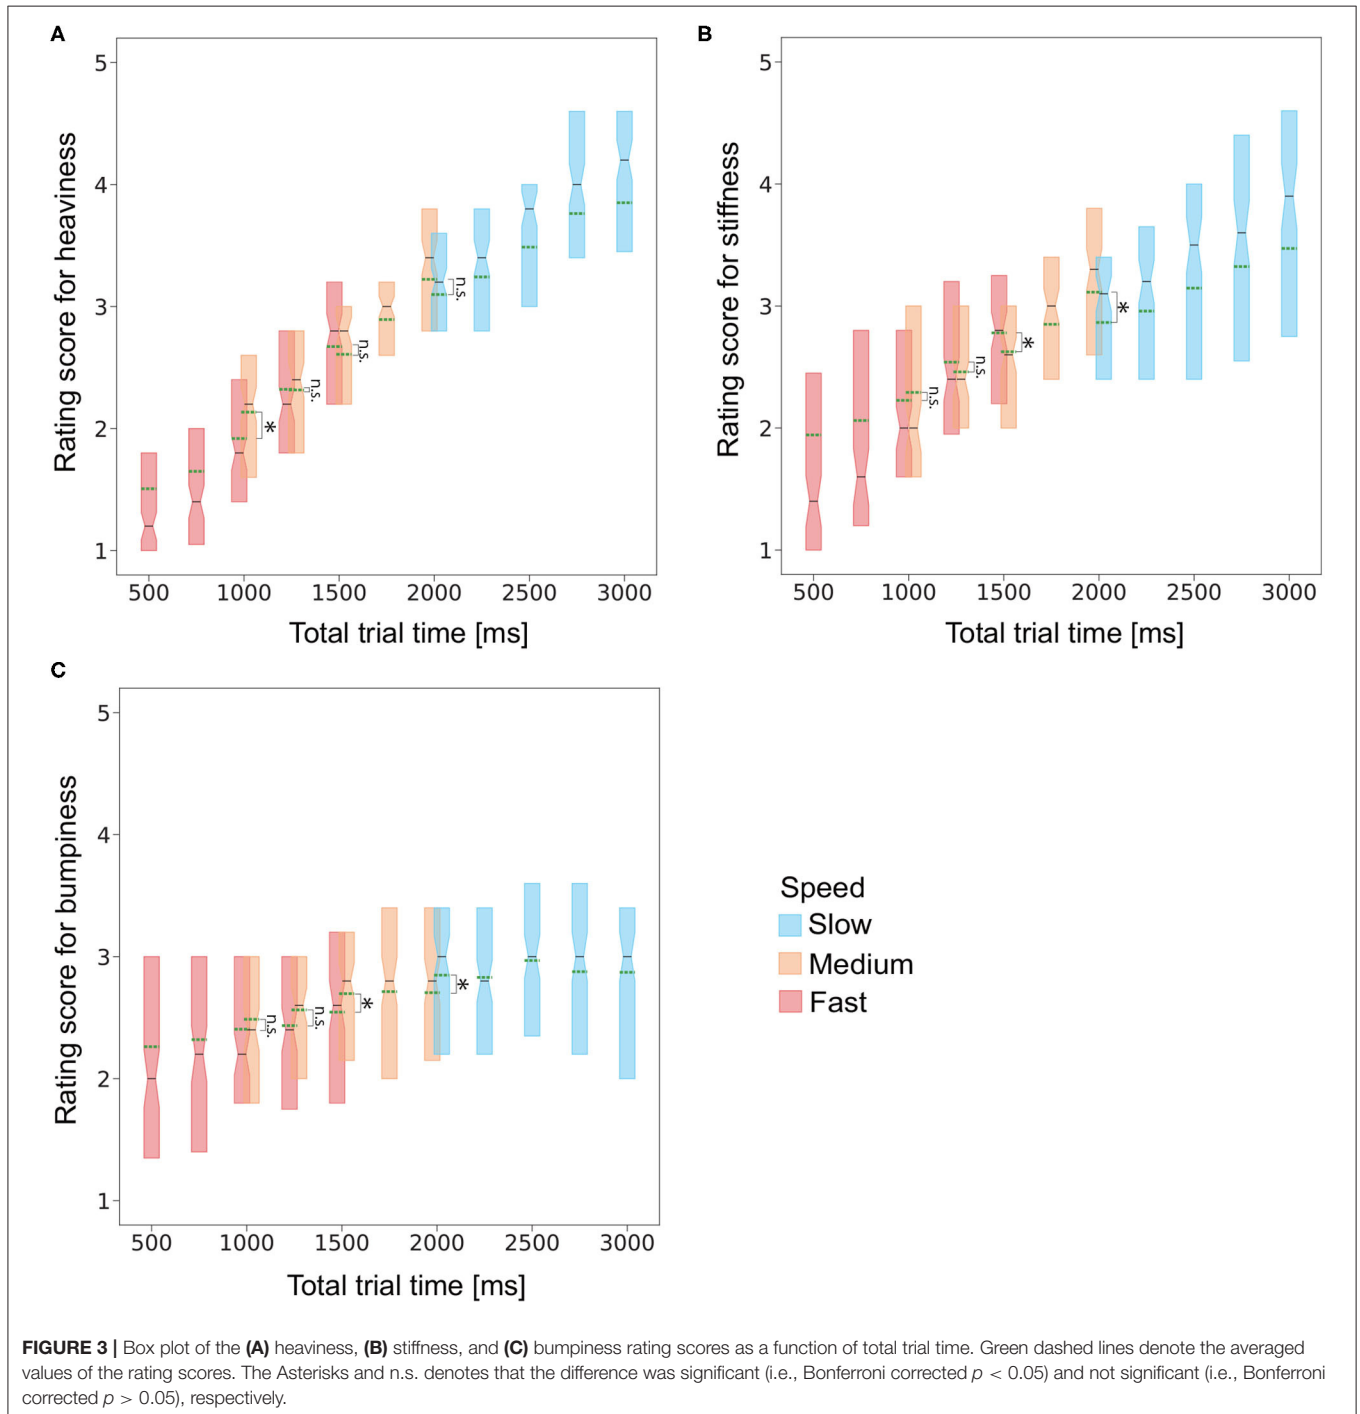 A
Rating score for heaviness
5
4
3
2
1
n.s.
n.s.
n.s.
*
500 1000 1500 2000 2500 3000
Total trial time [ms]
B
Rating score for stiffness
5
4
3
2
1
*
*
n.s.
n.s.
500 1000 1500 2000 2500 3000
Total trial time [ms]
C
Rating score for bumpiness
5
4
3
2
1
n.s.
n.s.
*
*
500 1000 1500 2000 2500 3000
Total trial time [ms]
Speed
Slow
Medium
Fast
FIGURE 3 | Box plot of the (A) heaviness, (B) stiffness, and (C) bumpiness rating scores as a function of total trial time. Green dashed lines denote the averaged
values of the rating scores. The Asterisks and n.s. denotes that the difference was significant (i.e., Bonferroni corrected p < 0.05) and not significant (i.e., Bonferroni
corrected p > 0.05), respectively.